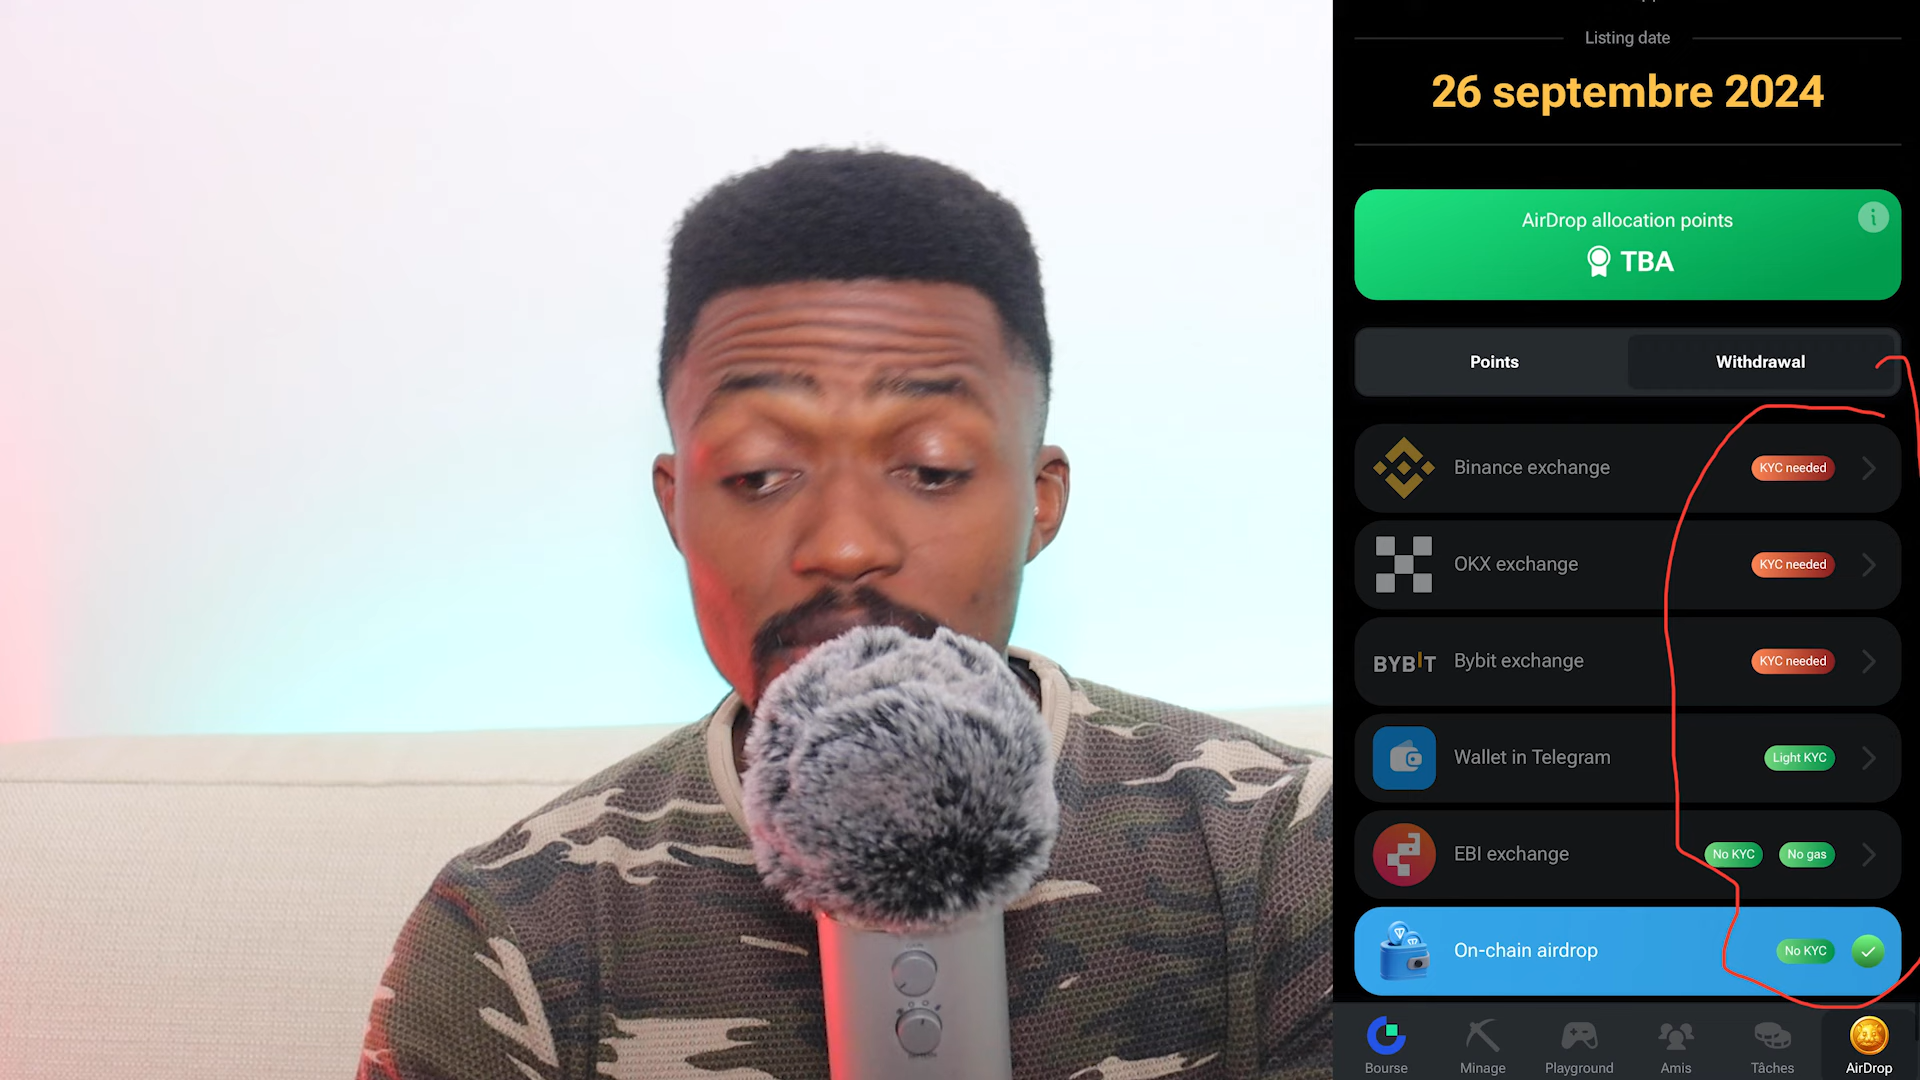 Listing date
26 septembre 2024
AirDrop allocation points
TBA
Points
Withdrawal
Binance exchange
KYC needed
OKX exchange
KYC needed
BYBIT
Bybit exchange
KYC needed
Wallet in Telegram
Light KYC
EBI exchange
No KYC
No gas
On-chain airdrop
No KYC
Bourse
Minage
Playground
Amis
Tâches
AirDrop